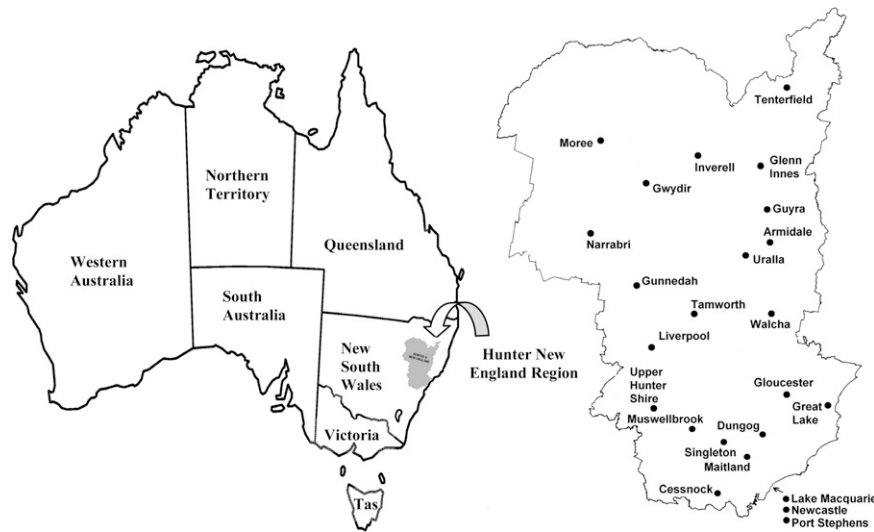 Northern
Territory
Western
Australia
Queensland
South
Australia
New
South
Wales
Hunter New
England Region
Victoria
Tas
Tenterfield
Moree
Inverell
Glenn
Innes
Gwydir
Guyra
Narrabri
Armidale
Uralla
Gunnedah
Tamworth
Walcha
Liverpool
Upper
Hunter
Shire
Gloucester
Great
Lake
Muswellbrook
Dungog
Singleton
Maitland
Cessnock
Lake Macquarie
Newcastle
Port Stephens